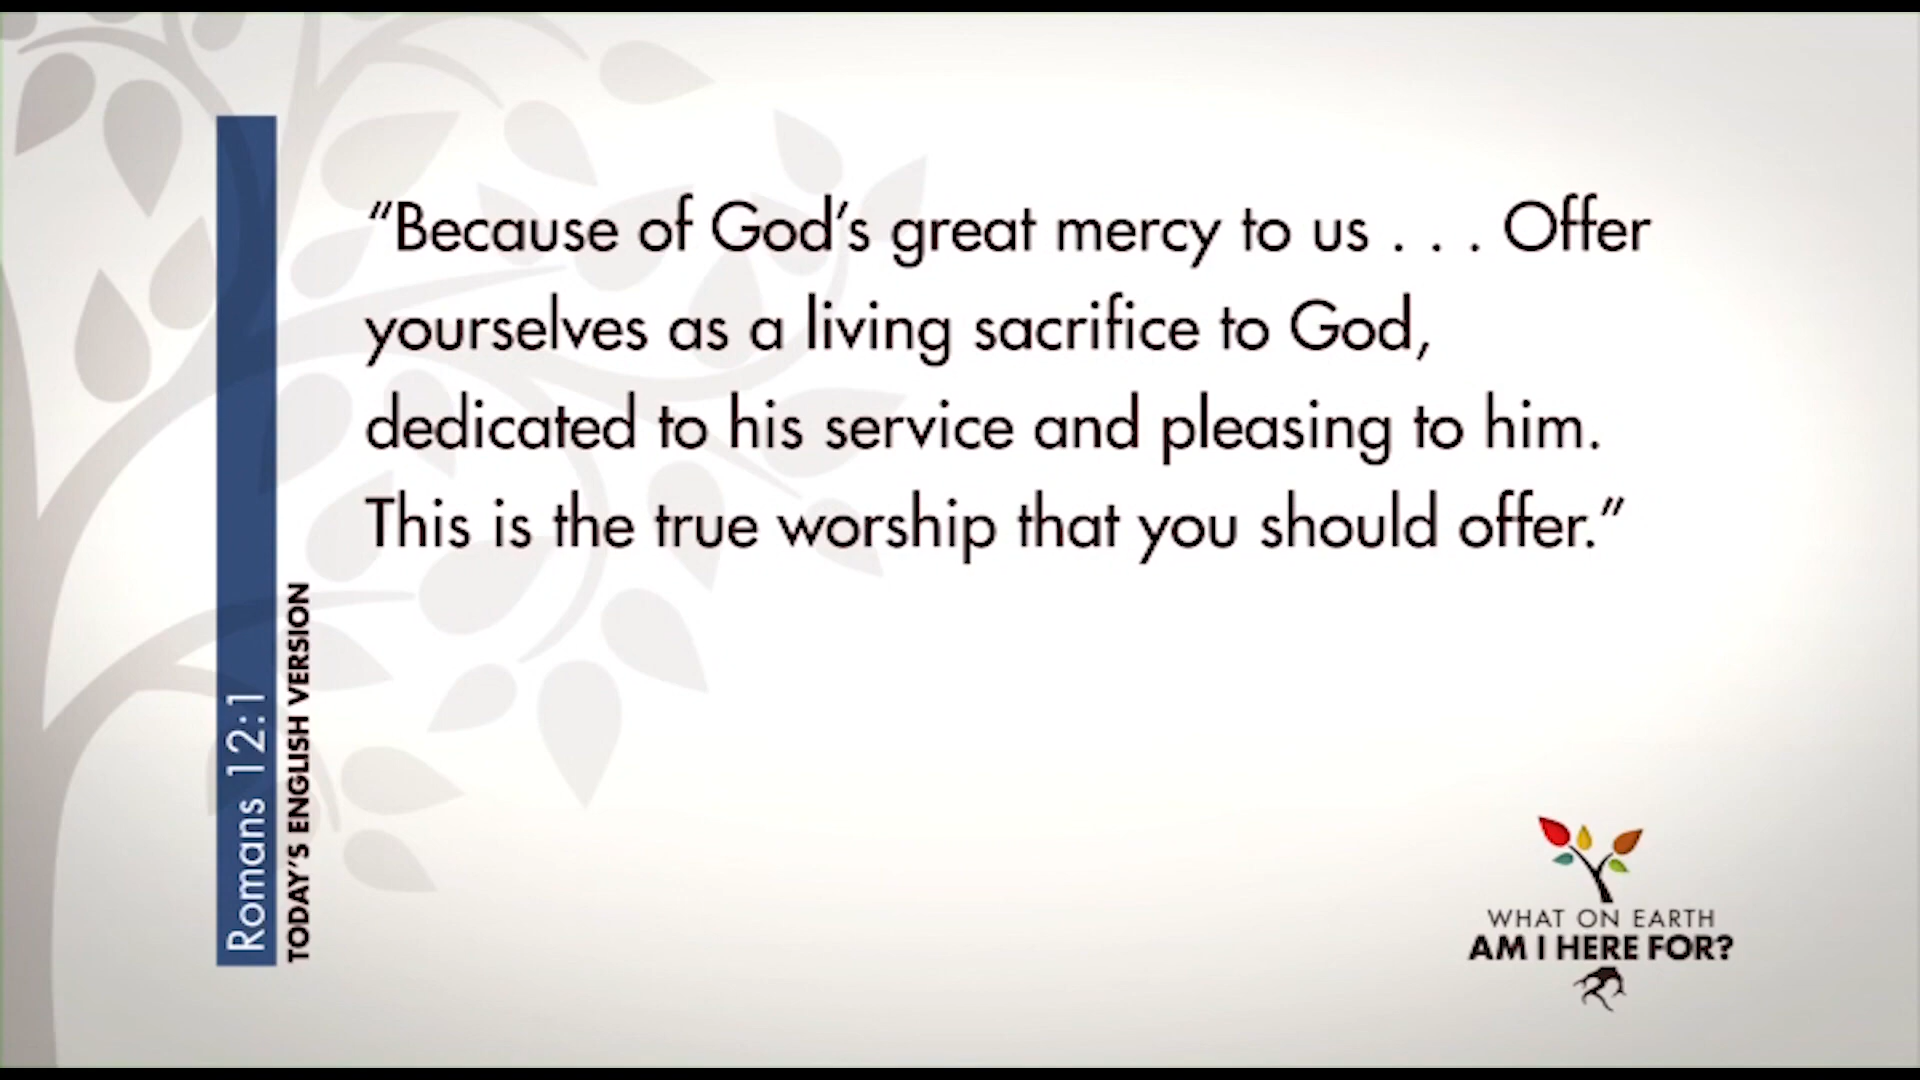 “Because of God’s great mercy to us . . . Offer
yourselves as a living sacrifice to God,
dedicated to his service and pleasing to him.
This is the true worship that you should offer.”
Romans 12:1
TODAY’S ENGLISH VERSION
WHAT ON EARTH
AM I HERE FOR?